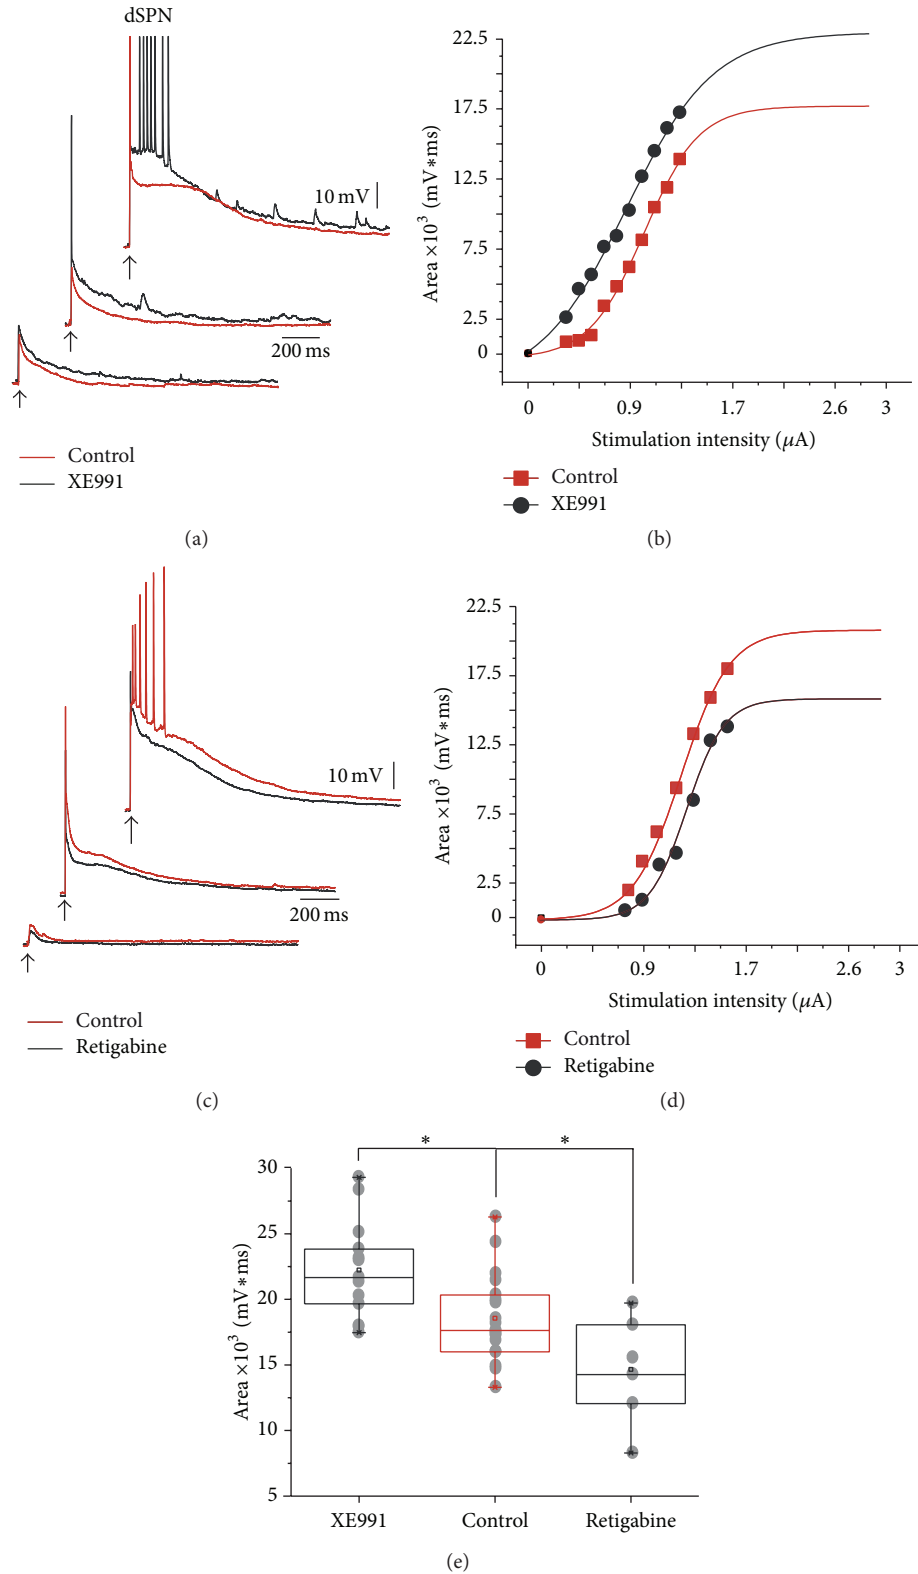 dSPN
10 mV
200 ms
Control
XE991
(a)
22.5
17.5
12.5
7.5
2.5
0
Area ×10³ (mV∗ms)
0 0.9 1.7 2.6 3
Stimulation intensity (μA)
Control
XE991
(b)
10 mV
200 ms
Control
Retigabine
(c)
22.5
17.5
12.5
7.5
2.5
0
Area ×10³ (mV∗ms)
0 0.9 1.7 2.6 3
Stimulation intensity (μA)
Control
Retigabine
(d)
∗ ∗
30
25
20
15
10
5
Area ×10³ (mV∗ms)
XE991 Control Retigabine
(e)